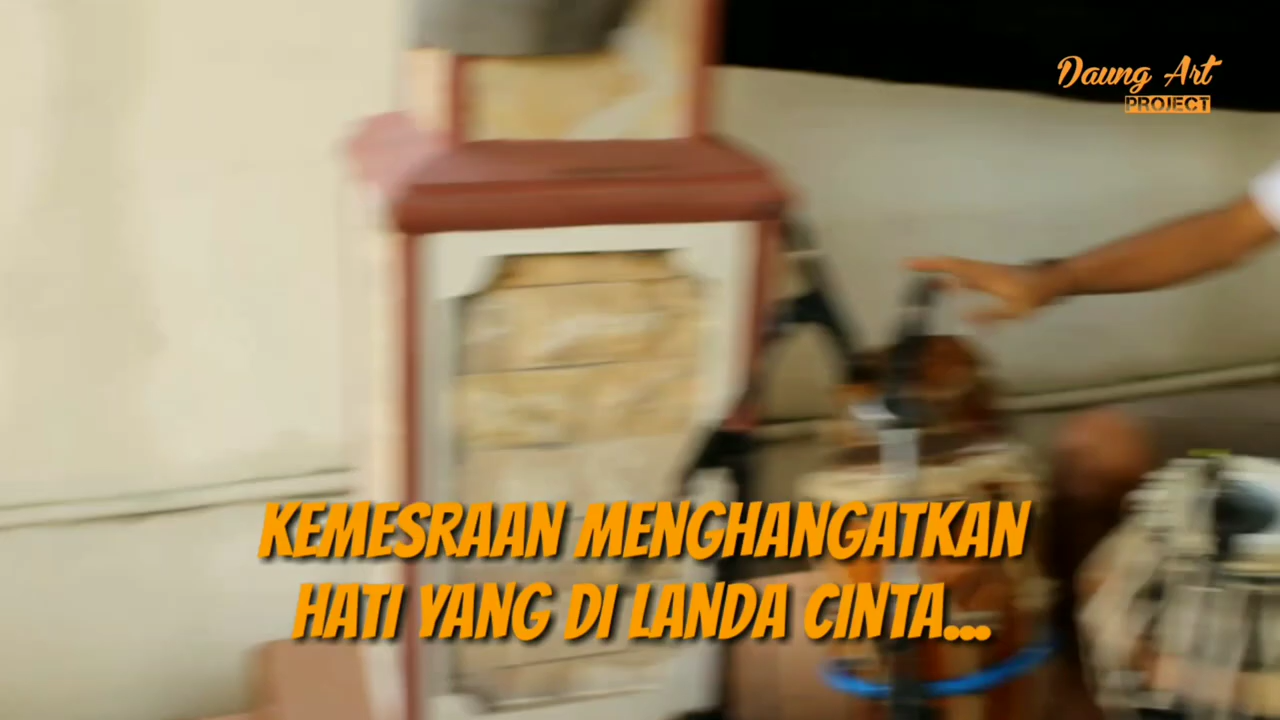 Daung Art
PROJECT
KEMESRAAN MENGHANGATKAN
HATI YANG DI LANDA CINTA...